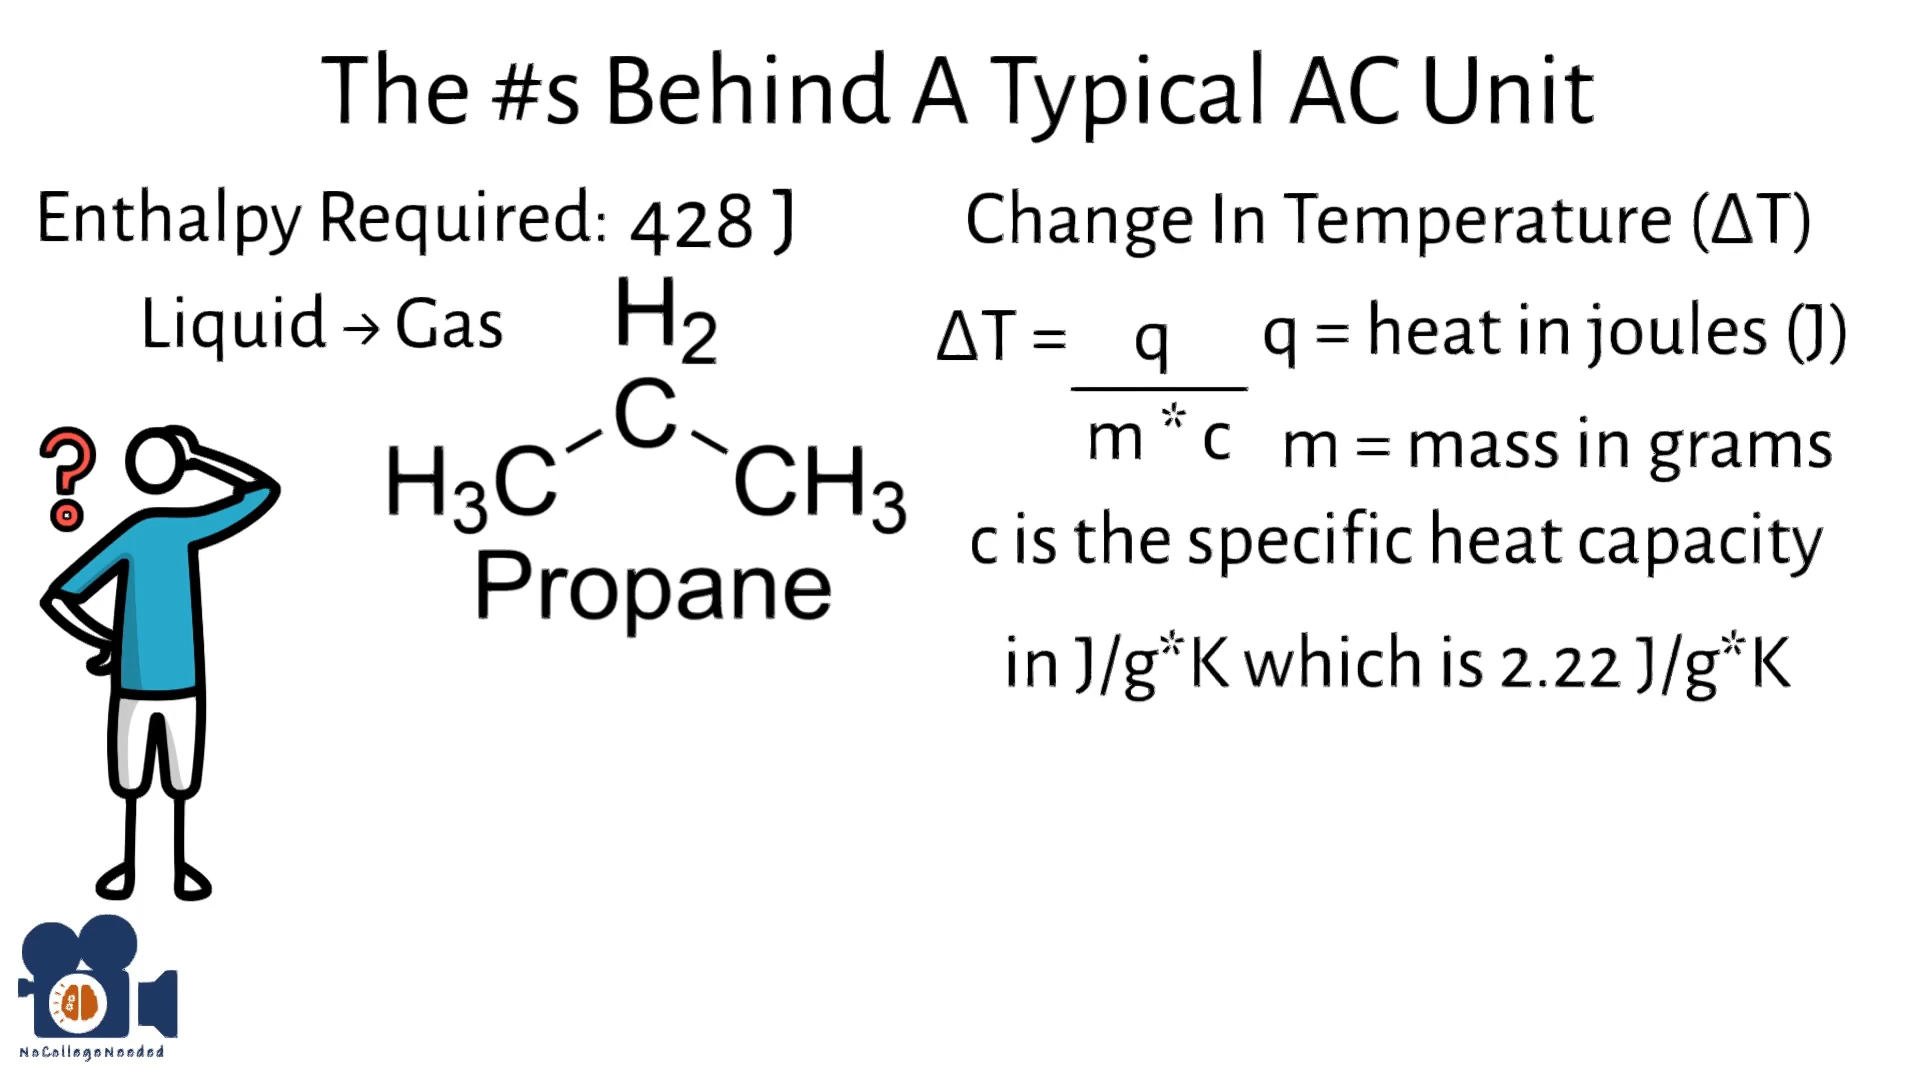 The #s Behind A Typical AC Unit
Enthalpy Required: 428 J
Liquid → Gas
H2
C
H3C
CH3
Propane
Change In Temperature (ΔT)
ΔT = q
m * c
q = heat in joules (J)
m = mass in grams
c is the specific heat capacity
in J/g*K which is 2.22 J/g*K
?
NoCollegeNeeded